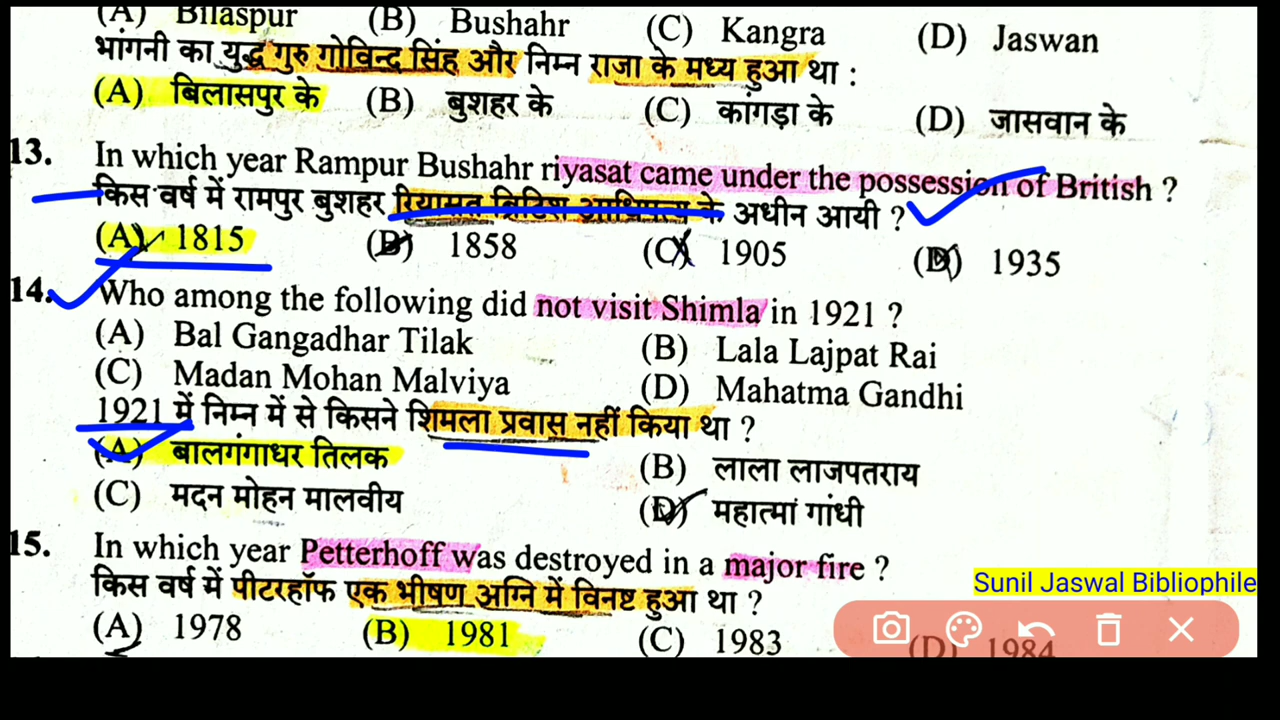 (A) Bilaspur (B) Bushahr (C) Kangra (D) Jaswan
भांगनी का युद्ध गुरु गोविन्द सिंह और निम्न राजा के मध्य हुआ था :
(A) बिलासपुर के (B) बुशहर के (C) कांगड़ा के (D) जासवान के
13. In which year Rampur Bushahr riyasat came under the possession of British ?
किस वर्ष में रामपुर बुशहर रियासत ब्रिटिश आधिपत्य के अधीन आयी ?
(A) 1815 (B) 1858 (C) 1905 (D) 1935
14. Who among the following did not visit Shimla in 1921 ?
(A) Bal Gangadhar Tilak (B) Lala Lajpat Rai
(C) Madan Mohan Malviya (D) Mahatma Gandhi
1921 में निम्न में से किसने शिमला प्रवास नहीं किया था ?
(A) बालगंगाधर तिलक (B) लाला लाजपतराय
(C) मदन मोहन मालवीय (D) महात्मां गांधी
15. In which year Petterhoff was destroyed in a major fire ?
किस वर्ष में पीटरहॉफ एक भीषण अग्नि में विनष्ट हुआ था ?
Sunil Jaswal Bibliophile
(A) 1978 (B) 1981 (C) 1983 (D) 1984